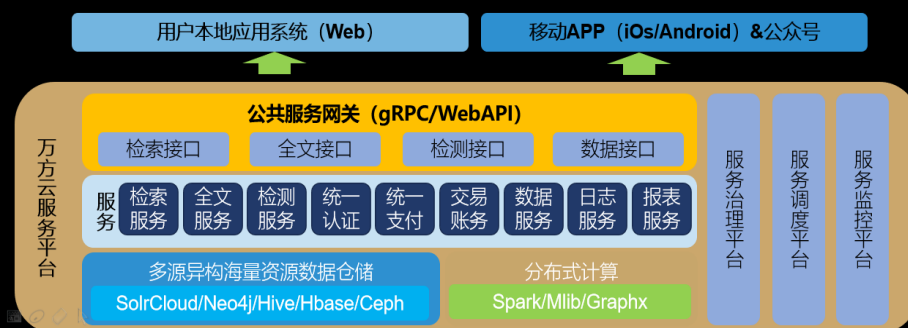 用户本地应用系统（Web）
移动APP（iOs/Android）&公众号
万方云服务平台
公共服务网关（gRPC/WebAPI）
检索接口
全文接口
检测接口
数据接口
服务
检索
服务
全文
服务
检测
服务
统一
认证
统一
支付
交易
账务
数据
服务
日志
服务
报表
服务
多源异构海量资源数据仓储
SolrCloud/Neo4j/Hive/Hbase/Ceph
分布式计算
Spark/Mlib/Graphx
服务治理平台
服务调度平台
服务监控平台